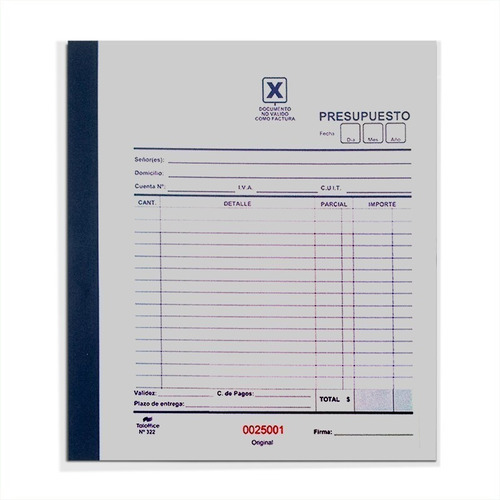 X
DOCUMENTO
NO VALIDO
COMO FACTURA
PRESUPUESTO
Fecha
Día Mes Año
Señor(es):
Domicilio:
Cuenta N°: I.V.A. C.U.I.T.
CANT. DETALLE PARCIAL IMPORTE
Validez: C. de Pagos:
Plazo de entrega:
TOTAL $
Taloffice
N° 322
0025001
Original
Firma: